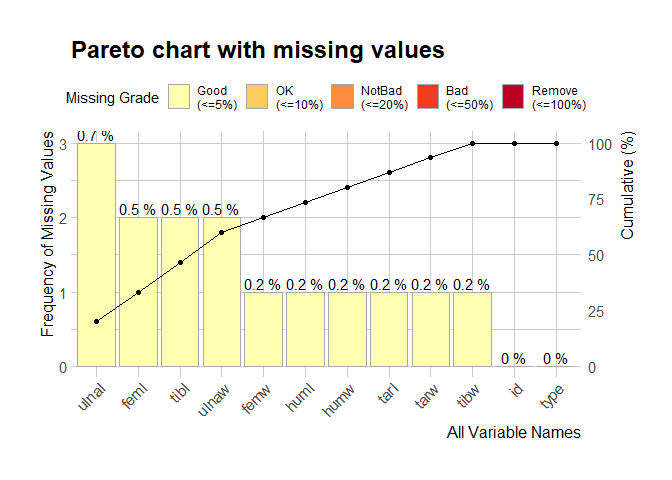 Pareto chart with missing values
Missing Grade
Good
(<=5%)
OK
(<=10%)
NotBad
(<=20%)
Bad
(<=50%)
Remove
(<=100%)
Frequency of Missing Values
3
2
1
0
0.7 %
0.5 %
0.5 %
0.5 %
0.2 %
0.2 %
0.2 %
0.2 %
0.2 %
0.2 %
0 %
0 %
100
75
50
25
0
Cumulative (%)
ulnal
feml
tibl
ulnaw
femw
huml
humw
tarl
tarw
tibw
id
type
All Variable Names